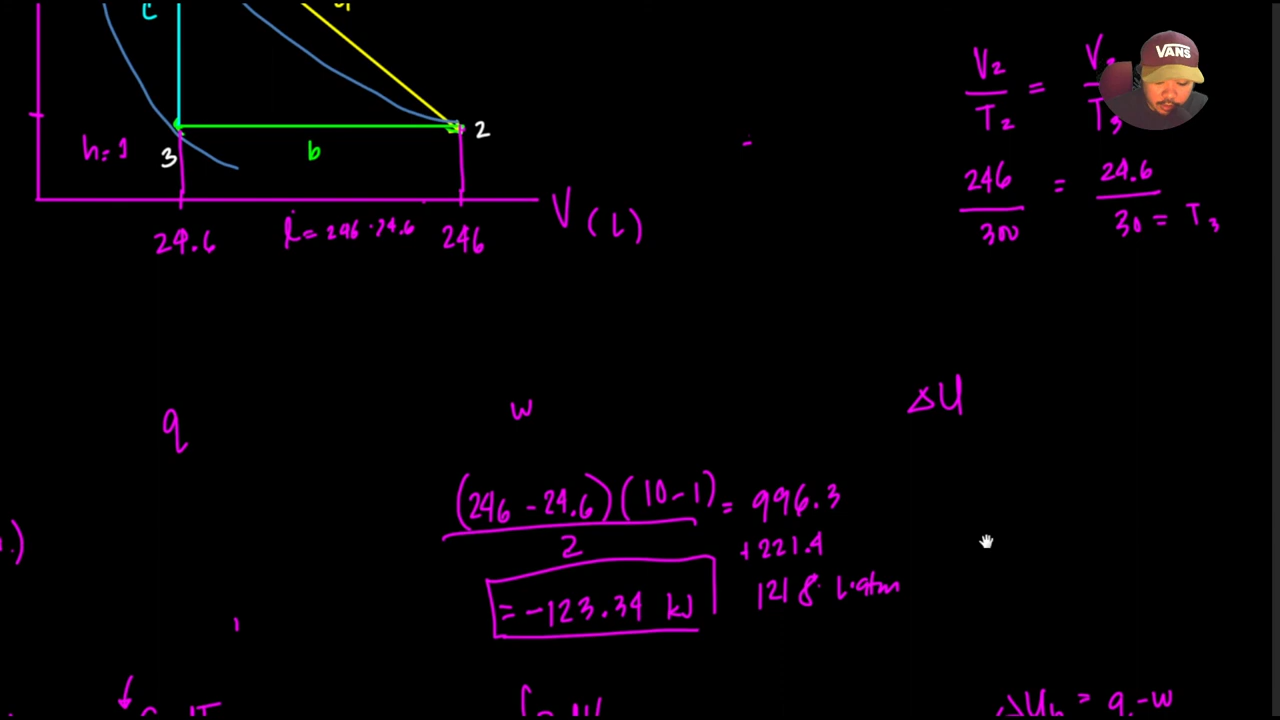 h=1
3
b
2
V (L)
24.6
l = 246 - 24.6
246
V2/T2 = V3/T3
246/300 = 24.6/30 = T3
VANS
q
w
ΔU
(246 - 24.6)(10-1)/2 = 996.3
+221.4
1218 L·atm
= -123.34 kJ